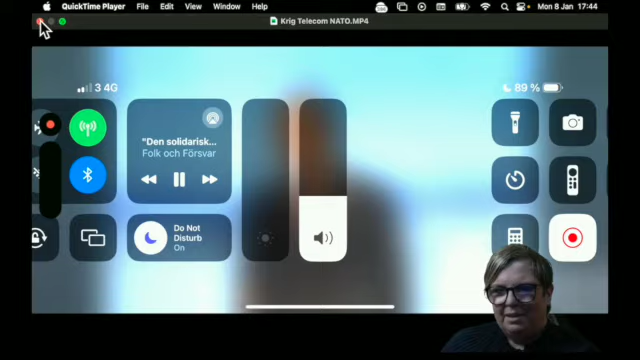 QuickTime Player File Edit View Window Help Mon 8 Jan 17:44
Krig Telecom NATO.MP4
3 4G 89 %
"Den solidarisk...
Folk och Försvar
Do Not
Disturb
On